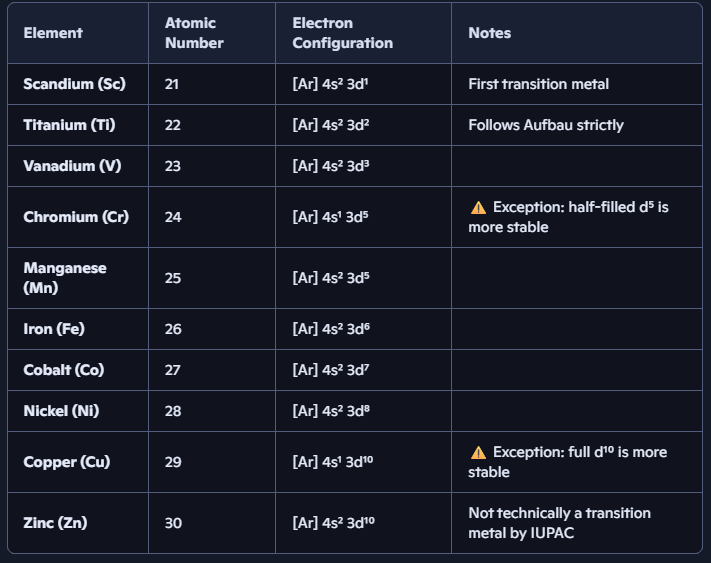 Element
Atomic
Number
Electron
Configuration
Notes
Scandium (Sc)
21
[Ar] 4s² 3d¹
First transition metal
Titanium (Ti)
22
[Ar] 4s² 3d²
Follows Aufbau strictly
Vanadium (V)
23
[Ar] 4s² 3d³
Chromium (Cr)
24
[Ar] 4s¹ 3d⁵
⚠️ Exception: half-filled d⁵ is
more stable
Manganese
(Mn)
25
[Ar] 4s² 3d⁵
Iron (Fe)
26
[Ar] 4s² 3d⁶
Cobalt (Co)
27
[Ar] 4s² 3d⁷
Nickel (Ni)
28
[Ar] 4s² 3d⁸
Copper (Cu)
29
[Ar] 4s¹ 3d¹⁰
⚠️ Exception: full d¹⁰ is more
stable
Zinc (Zn)
30
[Ar] 4s² 3d¹⁰
Not technically a transition
metal by IUPAC